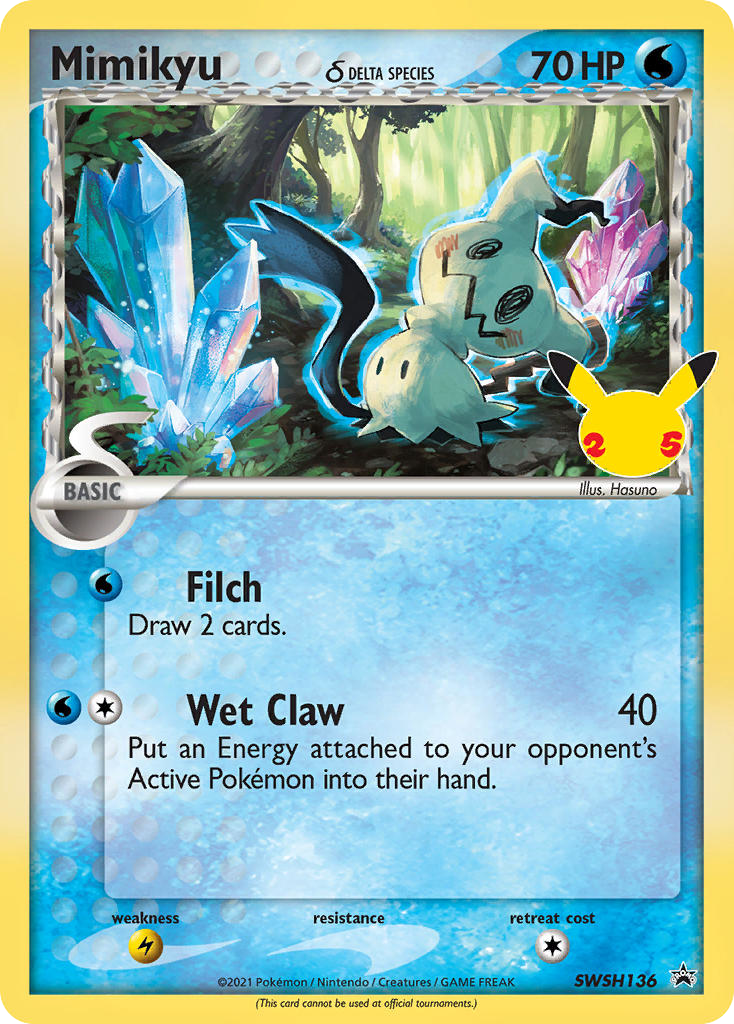 Mimikyu δ DELTA SPECIES 70 HP
25
BASIC
Illus. Hasuno
Filch
Draw 2 cards.
Wet Claw 40
Put an Energy attached to your opponent's
Active Pokémon into their hand.
weakness resistance retreat cost
©2021 Pokémon / Nintendo / Creatures / GAME FREAK SWSH136 PROMO
(This card cannot be used at official tournaments.)